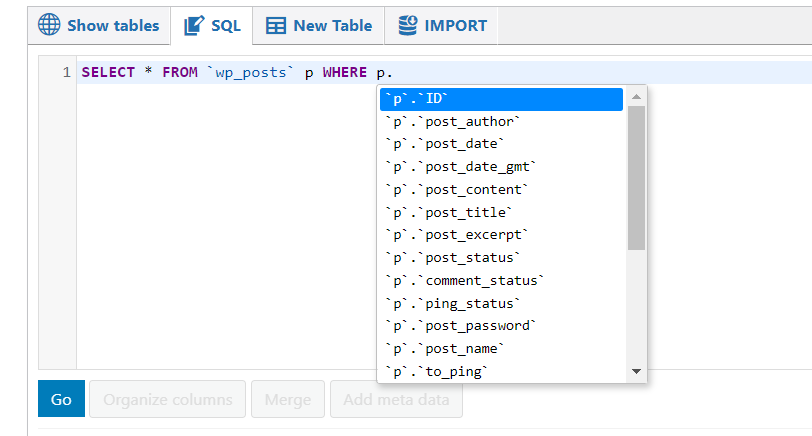 Show tables SQL New Table IMPORT
1 SELECT * FROM `wp_posts` p WHERE p.
`p`.`ID`
`p`.`post_author`
`p`.`post_date`
`p`.`post_date_gmt`
`p`.`post_content`
`p`.`post_title`
`p`.`post_excerpt`
`p`.`post_status`
`p`.`comment_status`
`p`.`ping_status`
`p`.`post_password`
`p`.`post_name`
`p`.`to_ping`
Go Organize columns Merge Add meta data